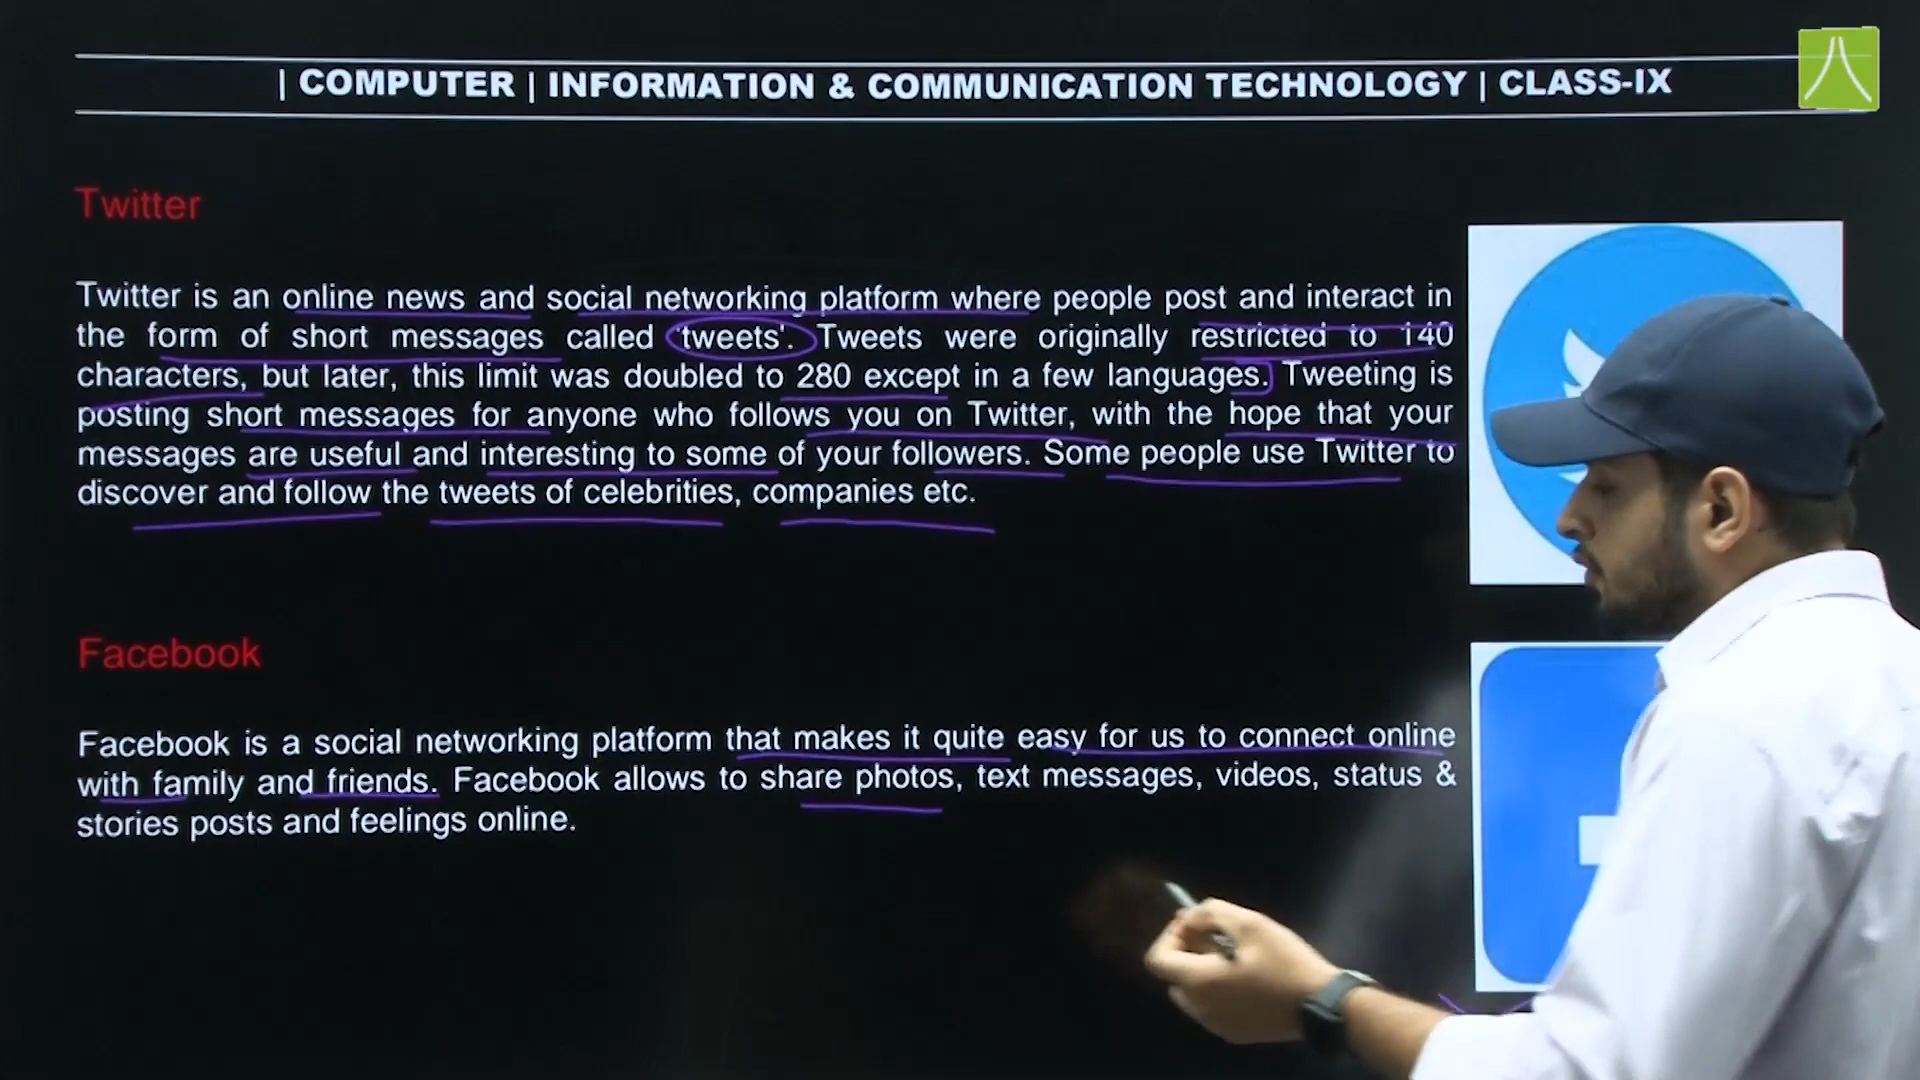 | COMPUTER | INFORMATION & COMMUNICATION TECHNOLOGY | CLASS-IX
Twitter
Twitter is an online news and social networking platform where people post and interact in
the form of short messages called 'tweets'. Tweets were originally restricted to 140
characters, but later, this limit was doubled to 280 except in a few languages. Tweeting is
posting short messages for anyone who follows you on Twitter, with the hope that your
messages are useful and interesting to some of your followers. Some people use Twitter to
discover and follow the tweets of celebrities, companies etc.
Facebook
Facebook is a social networking platform that makes it quite easy for us to connect online
with family and friends. Facebook allows to share photos, text messages, videos, status &
stories posts and feelings online.